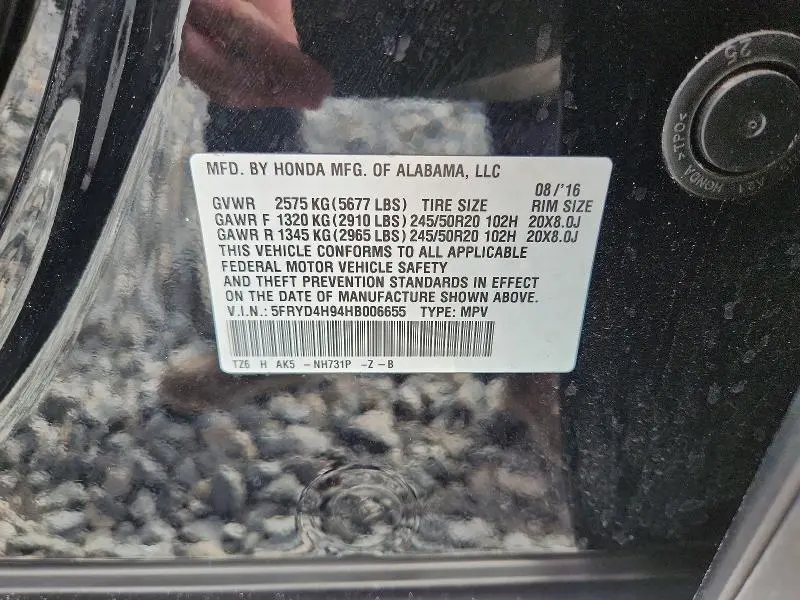 MFD. BY HONDA MFG. OF ALABAMA, LLC
08/'16
GVWR 2575 KG(5677 LBS) TIRE SIZE RIM SIZE
GAWR F 1320 KG(2910 LBS)245/50R20 102H 20X8.0J
GAWR R 1345 KG(2965 LBS)245/50R20 102H 20X8.0J
THIS VEHICLE CONFORMS TO ALL APPLICABLE
FEDERAL MOTOR VEHICLE SAFETY
AND THEFT PREVENTION STANDARDS IN EFFECT
ON THE DATE OF MANUFACTURE SHOWN ABOVE.
V.I.N.: 5FRYD4H94HB006655 TYPE: MPV
TZ6 H AK5 -NH731P -Z-B
25
>TPO<
HONDA